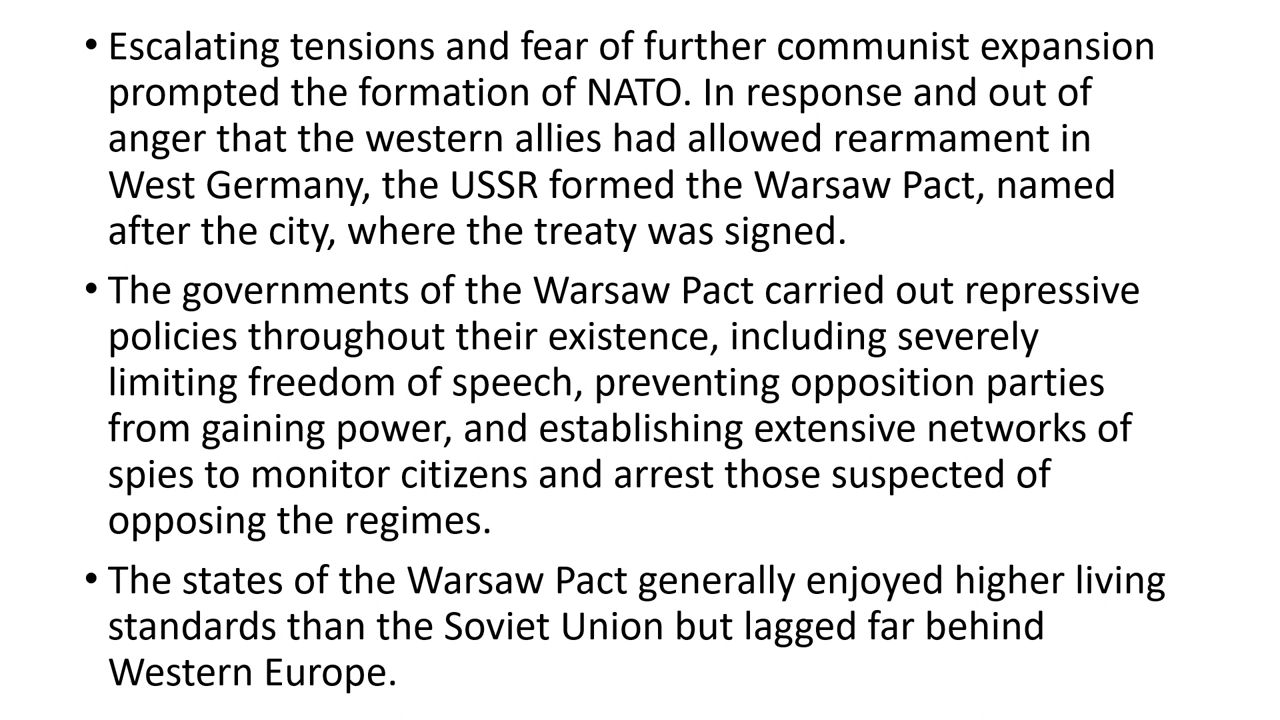 • Escalating tensions and fear of further communist expansion
prompted the formation of NATO. In response and out of
anger that the western allies had allowed rearmament in
West Germany, the USSR formed the Warsaw Pact, named
after the city, where the treaty was signed.
• The governments of the Warsaw Pact carried out repressive
policies throughout their existence, including severely
limiting freedom of speech, preventing opposition parties
from gaining power, and establishing extensive networks of
spies to monitor citizens and arrest those suspected of
opposing the regimes.
• The states of the Warsaw Pact generally enjoyed higher living
standards than the Soviet Union but lagged far behind
Western Europe.